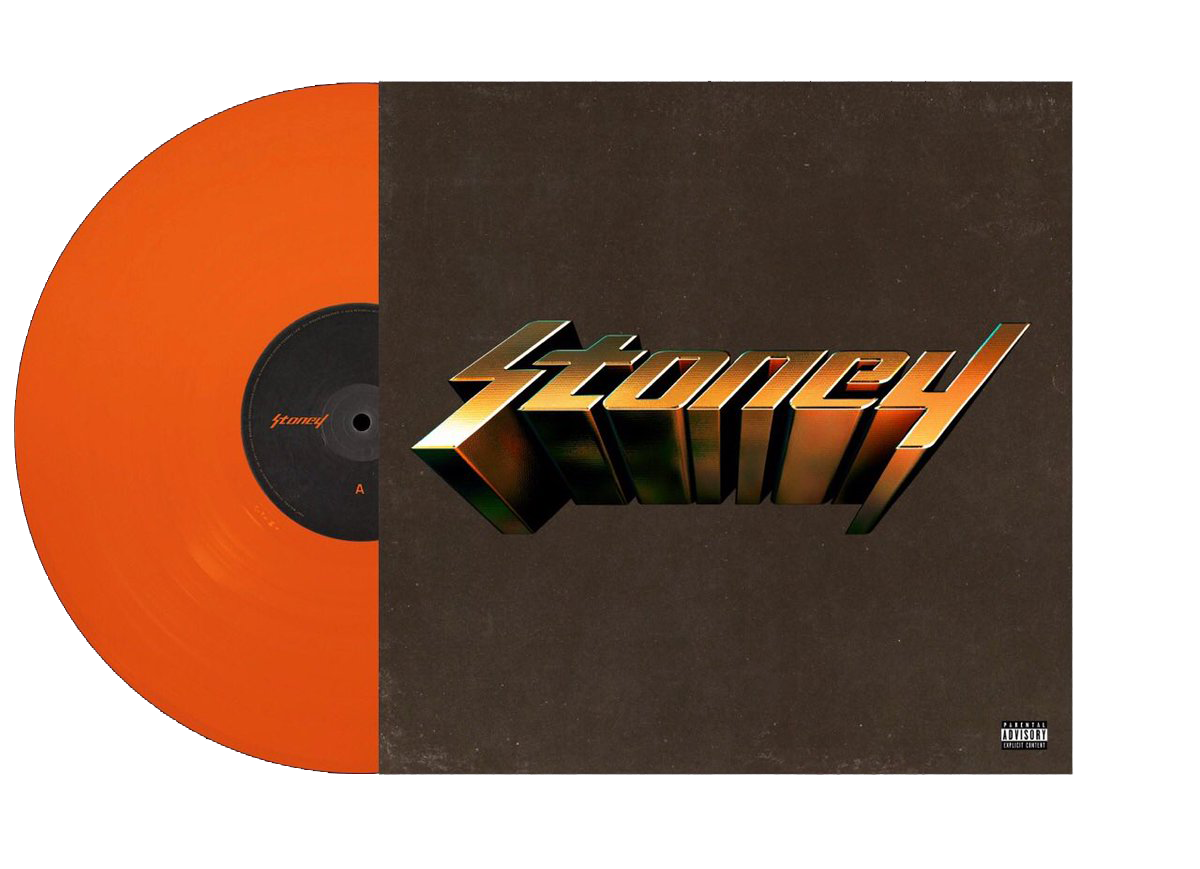 Stoney
A
Stoney
PARENTAL
ADVISORY
EXPLICIT CONTENT